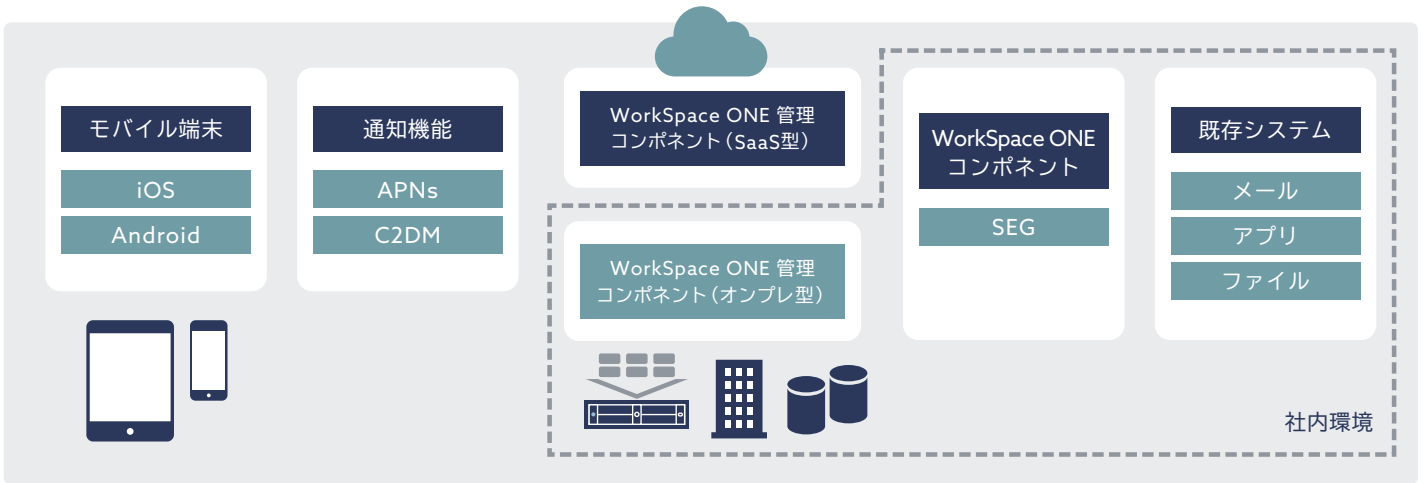 モバイル端末
iOS
Android
通知機能
APNs
C2DM
WorkSpace ONE 管理
コンポーネント（SaaS型）
WorkSpace ONE 管理
コンポーネント（オンプレ型）
WorkSpace ONE
コンポーネント
SEG
既存システム
メール
アプリ
ファイル
社内環境